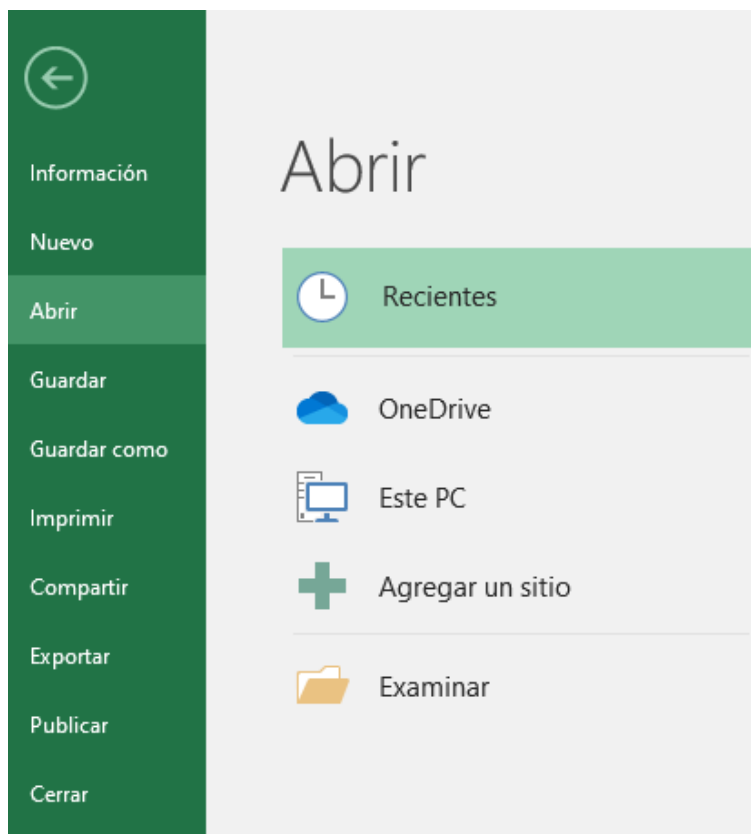 Información
Nuevo
Abrir
Guardar
Guardar como
Imprimir
Compartir
Exportar
Publicar
Cerrar
Abrir
Recientes
OneDrive
Este PC
Agregar un sitio
Examinar